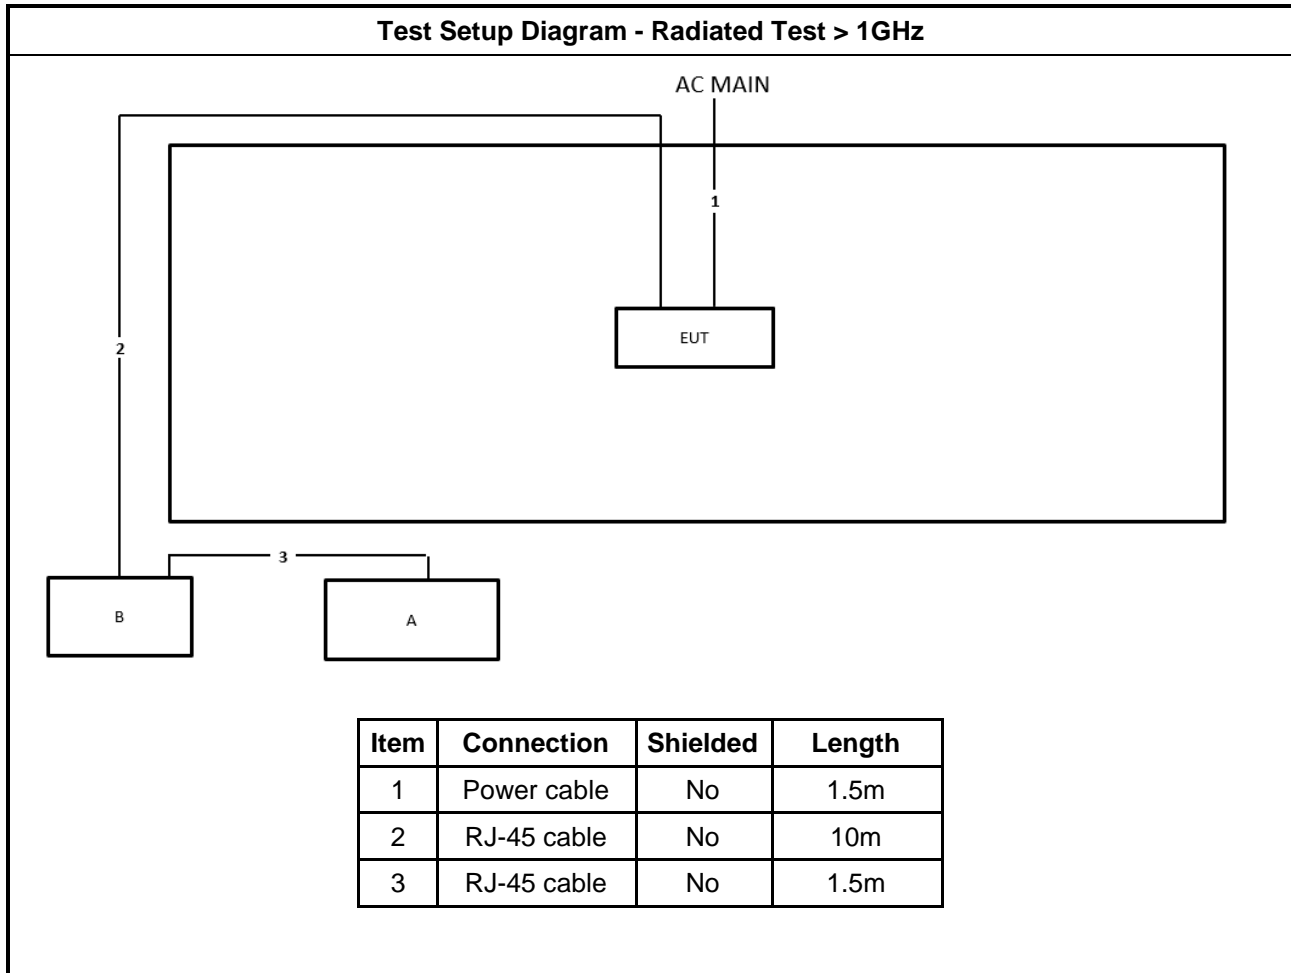 Test Setup Diagram - Radiated Test > 1GHz
AC MAIN
1
EUT
2
3
B
A
Item Connection Shielded Length
1 Power cable No 1.5m
2 RJ-45 cable No 10m
3 RJ-45 cable No 1.5m